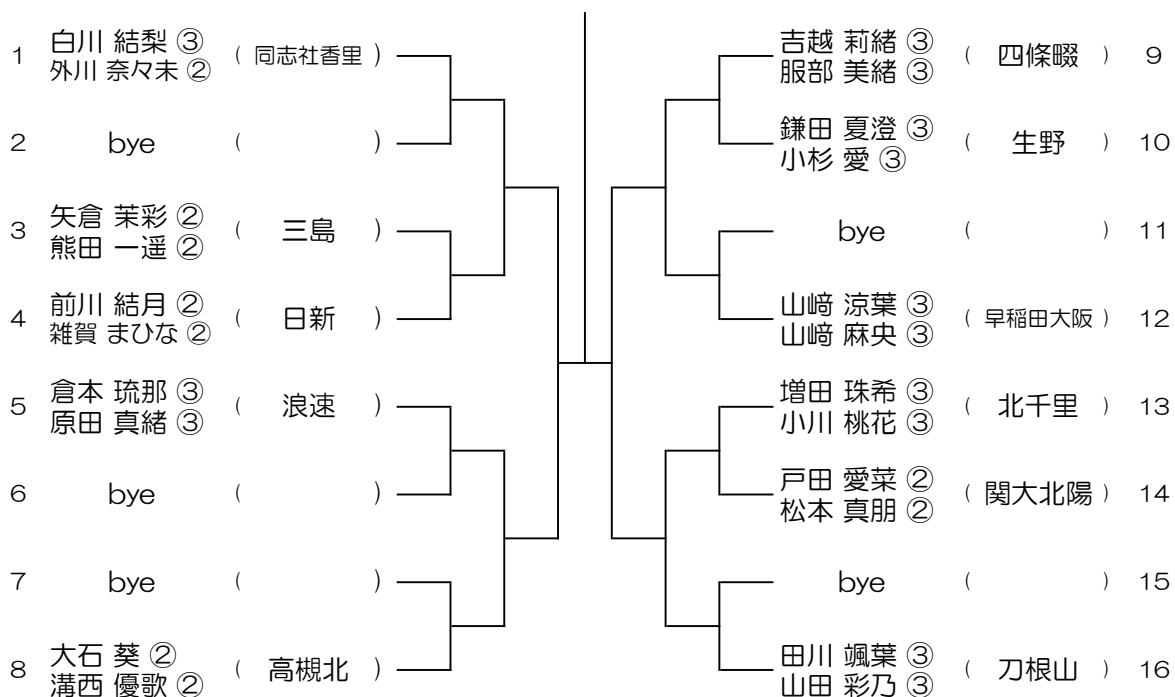 1 白川 結梨 ③ ( 同志社香里 )
外川 奈々未 ②
2 bye ( )
3 矢倉 茉彩 ② ( 三島 )
熊田 一遥 ②
4 前川 結月 ② ( 日新 )
雑賀 まひな ②
5 倉本 琉那 ③ ( 浪速 )
原田 真緒 ③
6 bye ( )
7 bye ( )
8 大石 葵 ② ( 高槻北 )
溝西 優歌 ②
吉越 莉緒 ③ ( 四條畷 ) 9
服部 美緒 ③
鎌田 夏澄 ③ ( 生野 ) 10
小杉 愛 ③
bye ( ) 11
山﨑 涼葉 ③ ( 早稲田大阪 ) 12
山﨑 麻央 ③
増田 珠希 ③ ( 北千里 ) 13
小川 桃花 ③
戸田 愛菜 ② ( 関大北陽 ) 14
松本 真朋 ②
bye ( ) 15
田川 颯葉 ③ ( 刀根山 ) 16
山田 彩乃 ③